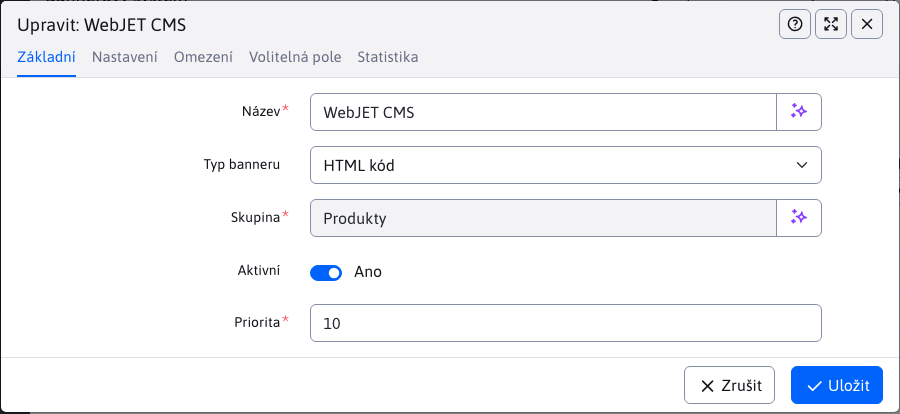 Upravit: WebJET CMS
Základní Nastavení Omezení Volitelná pole Statistika
Název* WebJET CMS
Typ banneru HTML kód
Skupina* Produkty
Aktivní Ano
Priorita* 10
Zrušit Uložit